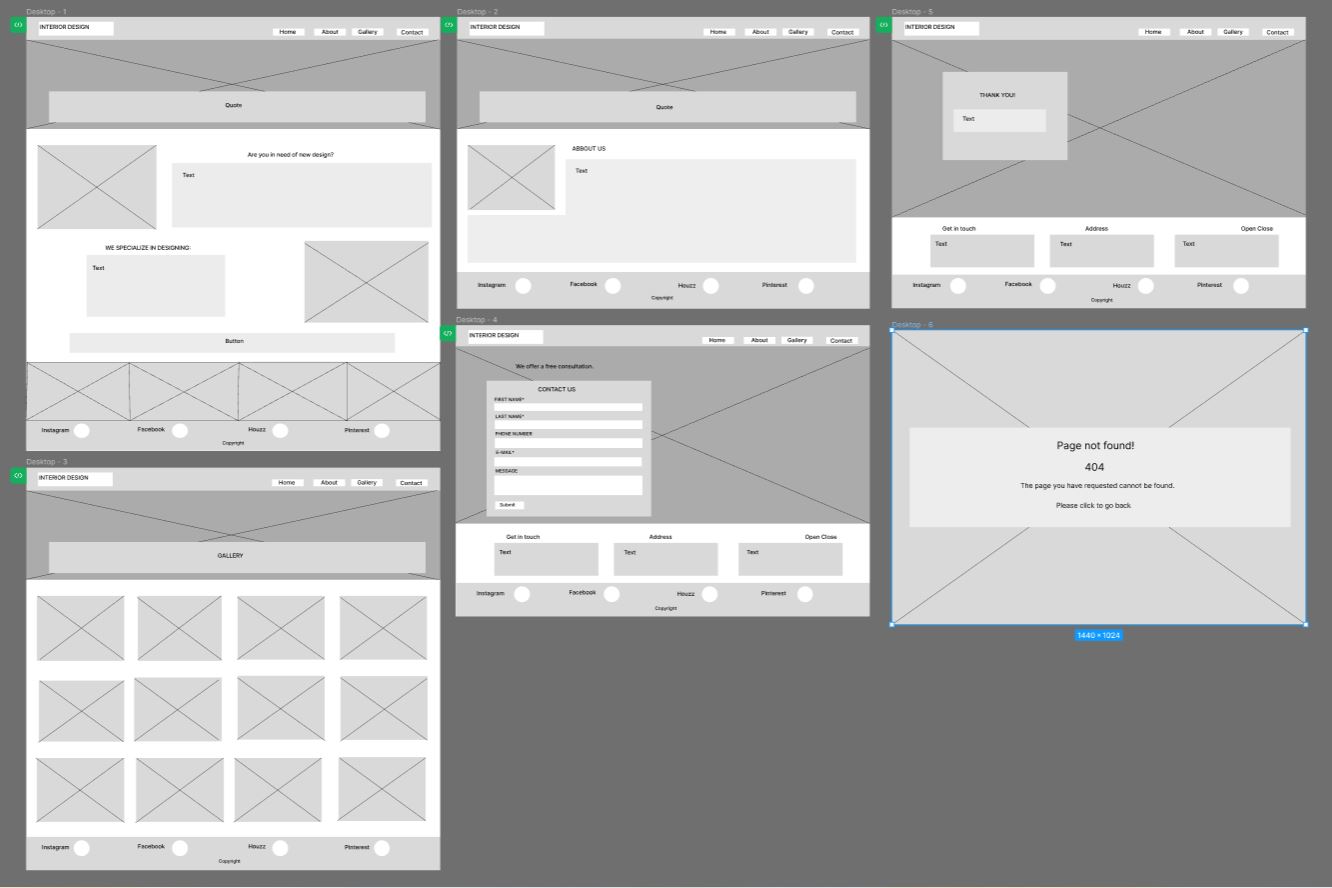 Desktop - 1
INTERIOR DESIGN
Home About Gallery Contact
Quote
Are you in need of new design?
Text
WE SPECIALIZE IN DESIGNING:
Text
Button
Instagram Facebook Houzz Pinterest
Copyright
Desktop - 2
INTERIOR DESIGN
Home About Gallery Contact
Quote
ABBOUT US
Text
Instagram Facebook Houzz Pinterest
Copyright
Desktop - 5
INTERIOR DESIGN
Home About Gallery Contact
THANK YOU!
Text
Get in touch Address Open Close
Text Text Text
Instagram Facebook Houzz Pinterest
Copyright
Desktop - 3
INTERIOR DESIGN
Home About Gallery Contact
GALLERY
Instagram Facebook Houzz Pinterest
Copyright
Desktop - 4
INTERIOR DESIGN
Home About Gallery Contact
We offer a free consultation.
CONTACT US
FIRST NAME*
LAST NAME*
PHONE NUMBER
E-MAIL*
MESSAGE
Submit
Get in touch Address Open Close
Text Text Text
Instagram Facebook Houzz Pinterest
Copyright
Desktop - 6
Page not found!
404
The page you have requested cannot be found.
Please click to go back
1440 × 1024